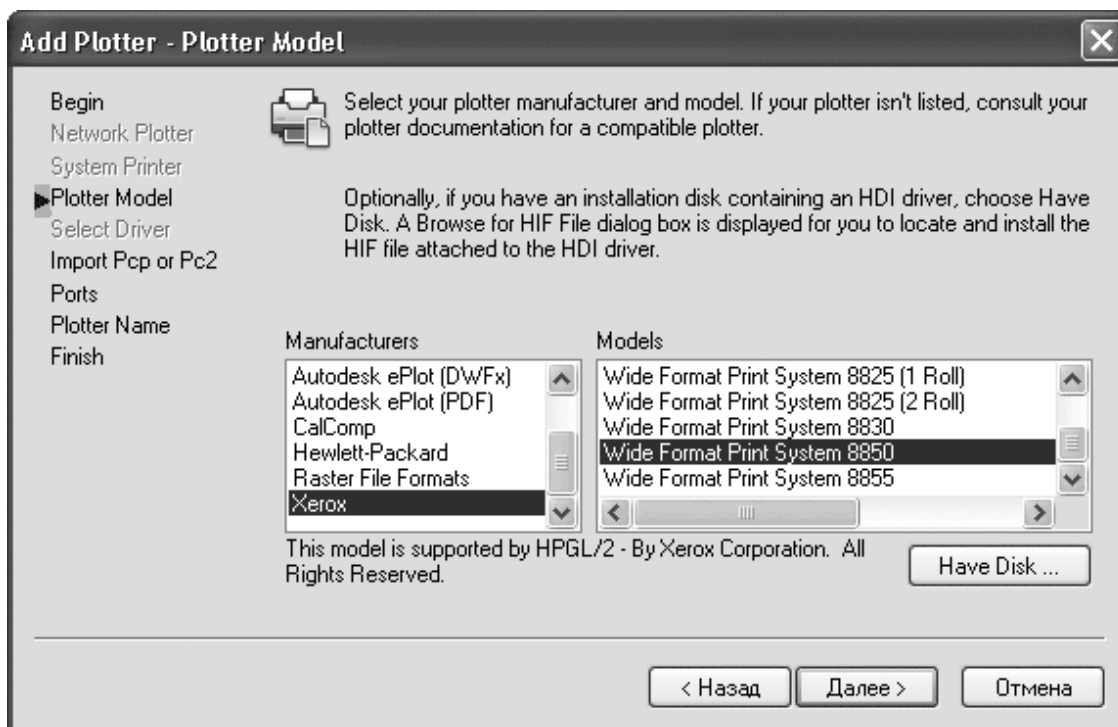 Add Plotter - Plotter Model
Begin
Network Plotter
System Printer
Plotter Model
Select Driver
Import Pcp or Pc2
Ports
Plotter Name
Finish
Select your plotter manufacturer and model. If your plotter isn't listed, consult your
plotter documentation for a compatible plotter.
Optionally, if you have an installation disk containing an HDI driver, choose Have
Disk. A Browse for HIF File dialog box is displayed for you to locate and install the
HIF file attached to the HDI driver.
Manufacturers
Autodesk ePlot (DWFx)
Autodesk ePlot (PDF)
CalComp
Hewlett-Packard
Raster File Formats
Xerox
Models
Wide Format Print System 8825 (1 Roll)
Wide Format Print System 8825 (2 Roll)
Wide Format Print System 8830
Wide Format Print System 8850
Wide Format Print System 8855
This model is supported by HPGL/2 - By Xerox Corporation. All
Rights Reserved.
Have Disk ...
< Назад
Далее >
Отмена